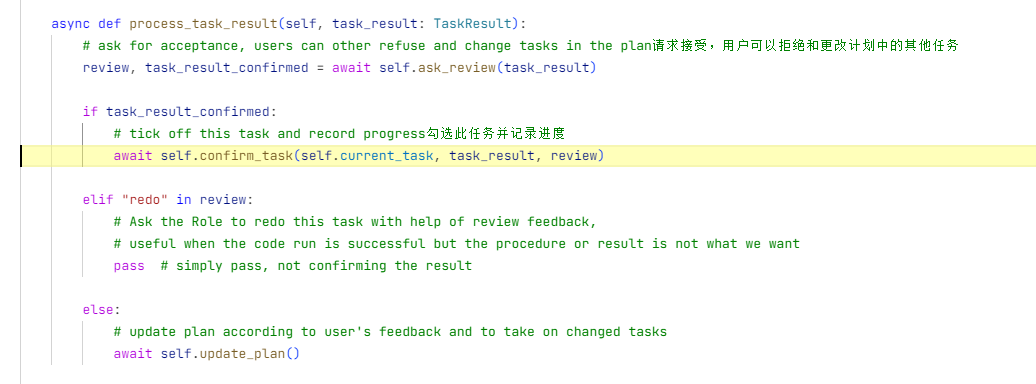 async def process_task_result(self, task_result: TaskResult):
# ask for acceptance, users can other refuse and change tasks in the plan请求接受，用户可以拒绝和更改计划中的其他任务
review, task_result_confirmed = await self.ask_review(task_result)
if task_result_confirmed:
# tick off this task and record progress勾选此任务并记录进度
await self.confirm_task(self.current_task, task_result, review)
elif "redo" in review:
# Ask the Role to redo this task with help of review feedback,
# useful when the code run is successful but the procedure or result is not what we want
pass  # simply pass, not confirming the result
else:
# update plan according to user's feedback and to take on changed tasks
await self.update_plan()